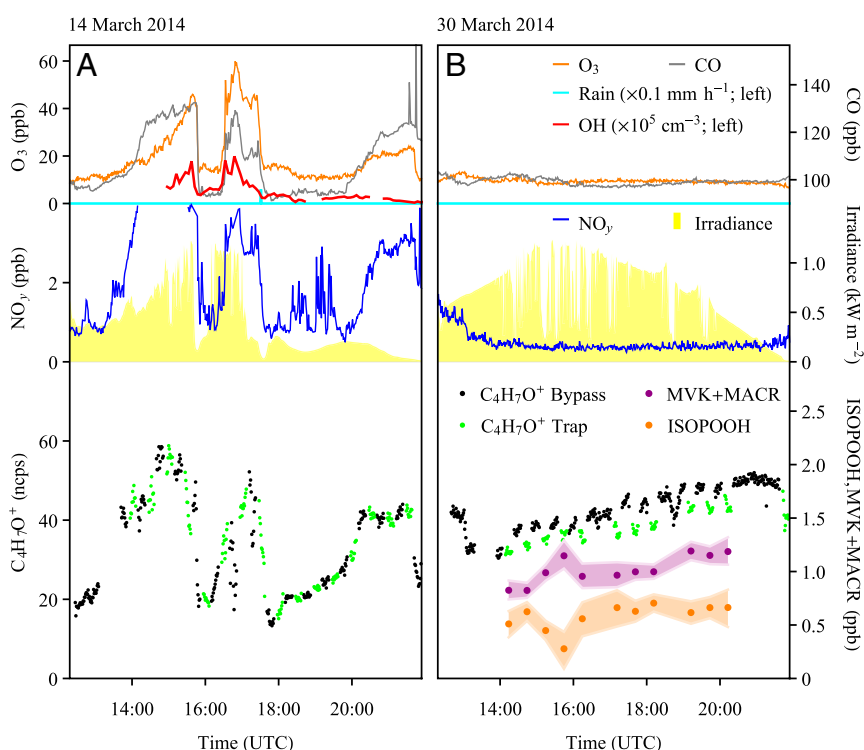 14 March 2014
30 March 2014
A
B
O₃ (ppb)
60
40
20
0
O₃
CO
Rain (×0.1 mm h⁻¹; left)
OH (×10⁵ cm⁻³; left)
CO (ppb)
140
120
100
NOy (ppb)
2
0
NOy
Irradiance
Irradiance (kW m⁻²)
1.0
0.5
0
C₄H₇O⁺ (ncps)
60
40
20
0
C₄H₇O⁺ Bypass
MVK+MACR
C₄H₇O⁺ Trap
ISOPOOH
ISOPOOH, MVK+MACR (ppb)
2.5
2.0
1.5
1.0
0.5
0
14:00
16:00
18:00
20:00
14:00
16:00
18:00
20:00
Time (UTC)
Time (UTC)